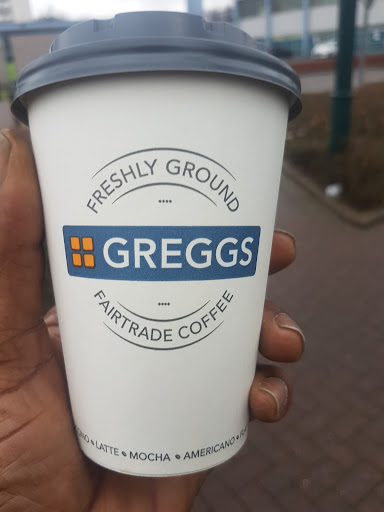 FRESHLY GROUND
GREGGS
FAIRTRADE COFFEE
LATTE • MOCHA • AMERICANO